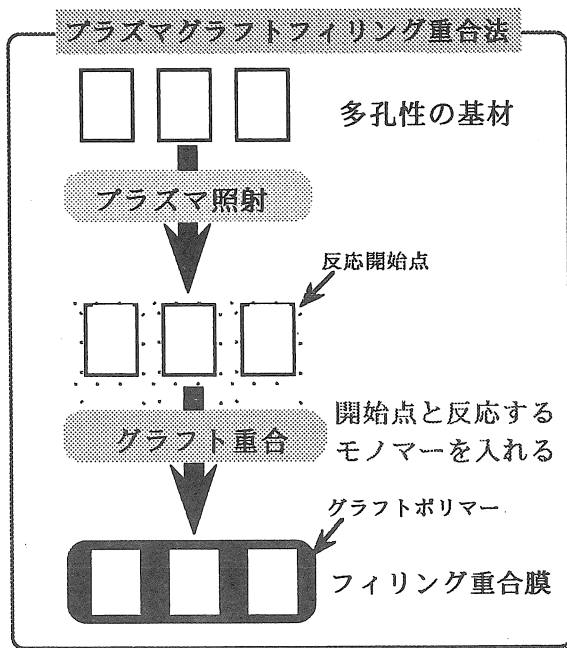 プラズマグラフトフィリング重合法
多孔性の基材
プラズマ照射
反応開始点
開始点と反応する
モノマーを入れる
グラフト重合
グラフトポリマー
フィリング重合膜